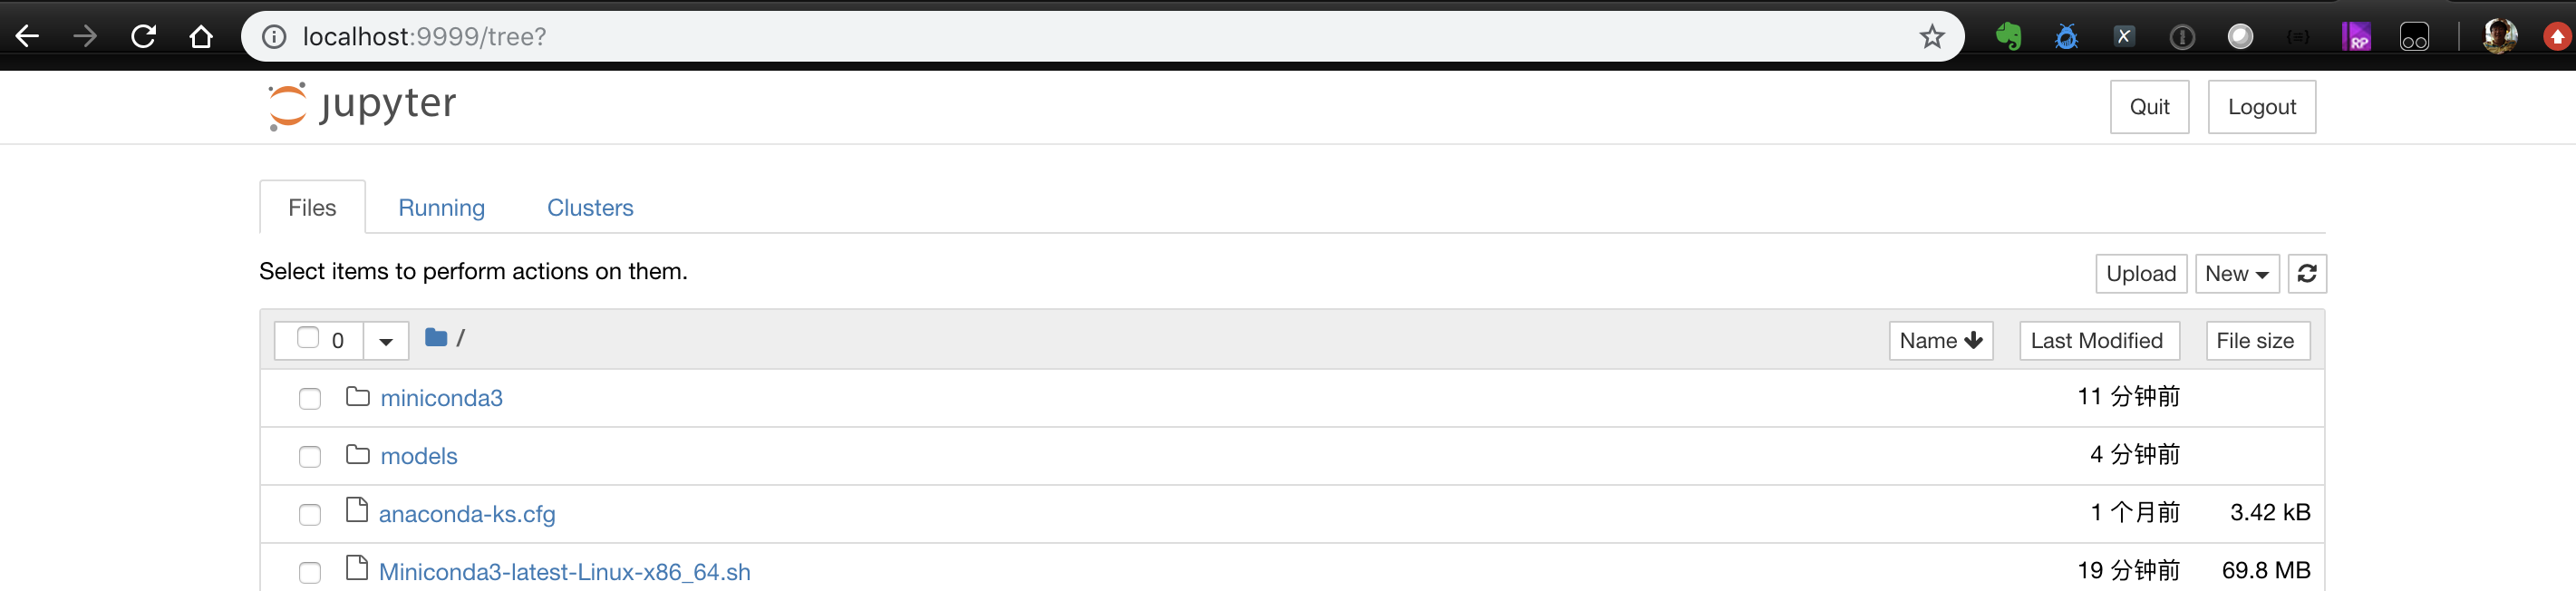 localhost:9999/tree?
RP
jupyter
Quit Logout
Files Running Clusters
Select items to perform actions on them.
Upload New
0 / Name Last Modified File size
miniconda3 11 分钟前
models 4 分钟前
anaconda-ks.cfg 1 个月前 3.42 kB
Miniconda3-latest-Linux-x86_64.sh 19 分钟前 69.8 MB